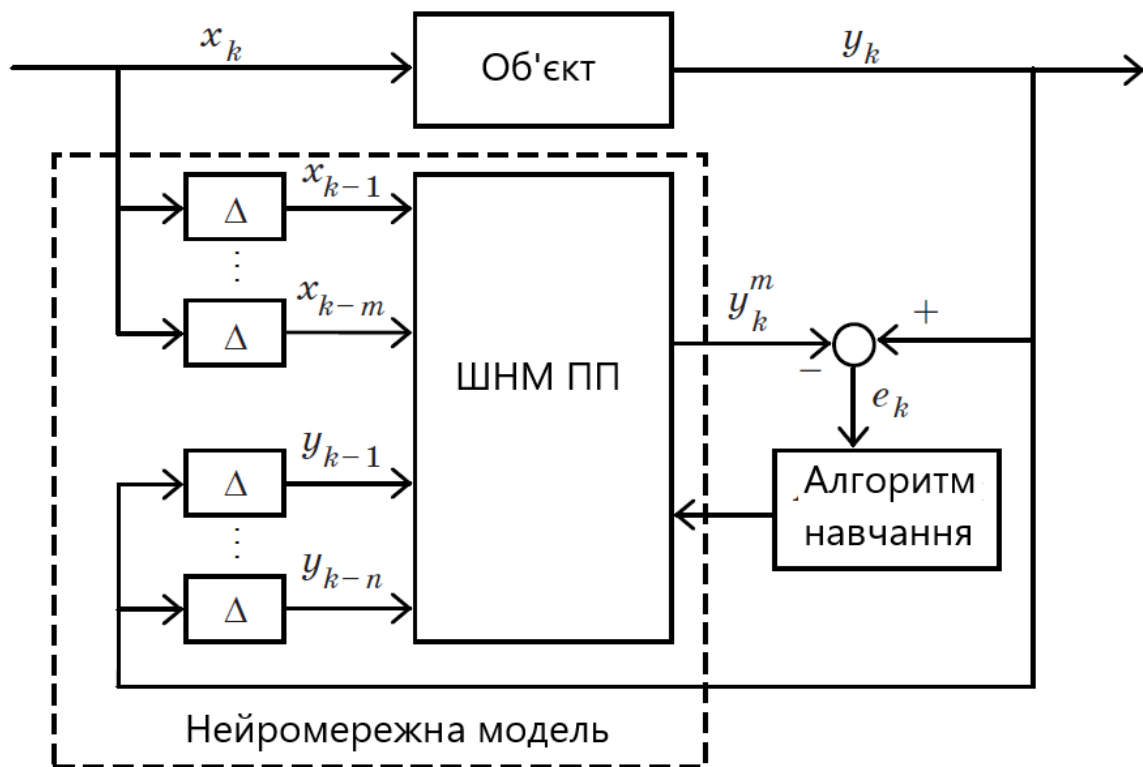 x_k
Об'єкт
y_k
x_{k-1}
Δ
⋮
x_{k-m}
Δ
ШНМ ПП
y_k^m
+
−
e_k
y_{k-1}
Δ
⋮
y_{k-n}
Δ
Алгоритм
навчання
Нейромережна модель